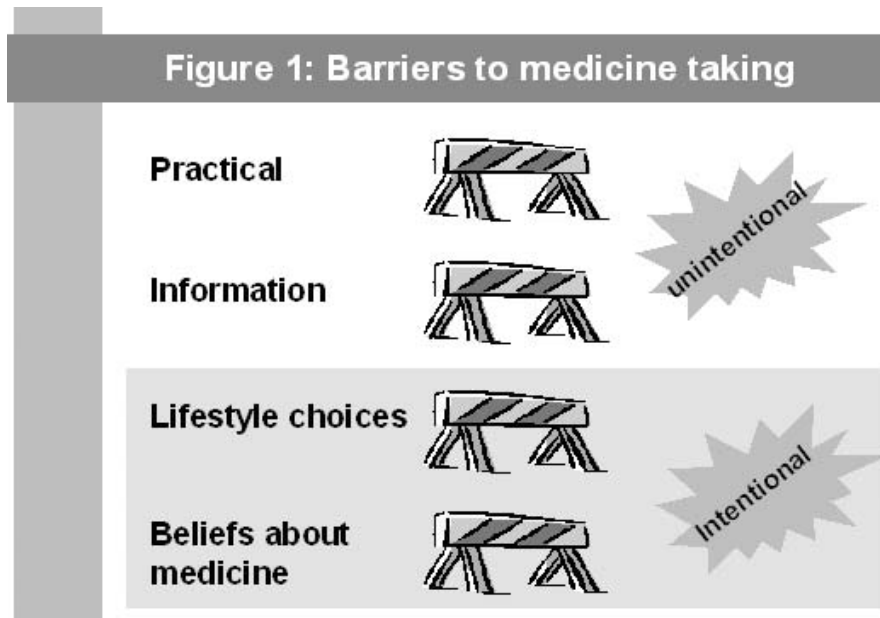 Figure 1: Barriers to medicine taking
Practical
unintentional
Information
Lifestyle choices
Intentional
Beliefs about
medicine